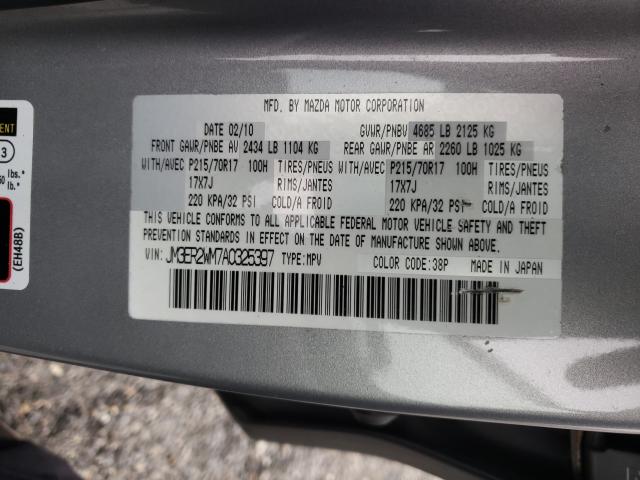 MFD. BY MAZDA MOTOR CORPORATION
DATE 02/10 GVWR/PNBV 4685 LB 2125 KG
FRONT GAWR/PNBE AV 2434 LB 1104 KG REAR GAWR/PNBE AR 2260 LB 1025 KG
WITH/AVEC P215/70R17 100H TIRES/PNEUS WITH/AVEC P215/70R17 100H TIRES/PNEUS
17X7J RIMS/JANTES 17X7J RIMS/JANTES
220 KPA/32 PSI COLD/A FROID 220 KPA/32 PSI COLD/A FROID
THIS VEHICLE CONFORMS TO ALL APPLICABLE FEDERAL MOTOR VEHICLE SAFETY AND THEFT
PREVENTION STANDARDS IN EFFECT ON THE DATE OF MANUFACTURE SHOWN ABOVE.
VIN: JM3ER2WM7A0325397 TYPE: MPV COLOR CODE: 38P MADE IN JAPAN
3
lbs.*
lb.*
(EH48B)